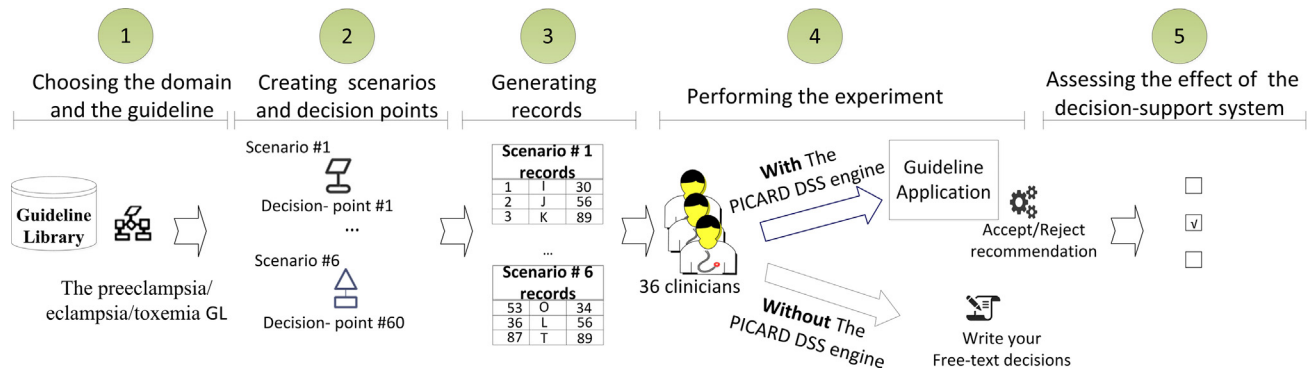 1
Choosing the domain
and the guideline
Guideline
Library
The preeclampsia/
eclampsia/toxemia GL
2
Creating scenarios
and decision points
Scenario #1
Decision- point #1
...
Scenario #6
Decision- point #60
3
Generating
records
Scenario # 1
records
1 I 30
2 J 56
3 K 89
...
Scenario # 6
records
53 O 34
36 L 56
87 T 89
4
Performing the experiment
36 clinicians
With The
PICARD DSS engine
Guideline
Application
Accept/Reject
recommendation
Without The
PICARD DSS engine
Write your
Free-text decisions
5
Assessing the effect of the
decision-support system
√